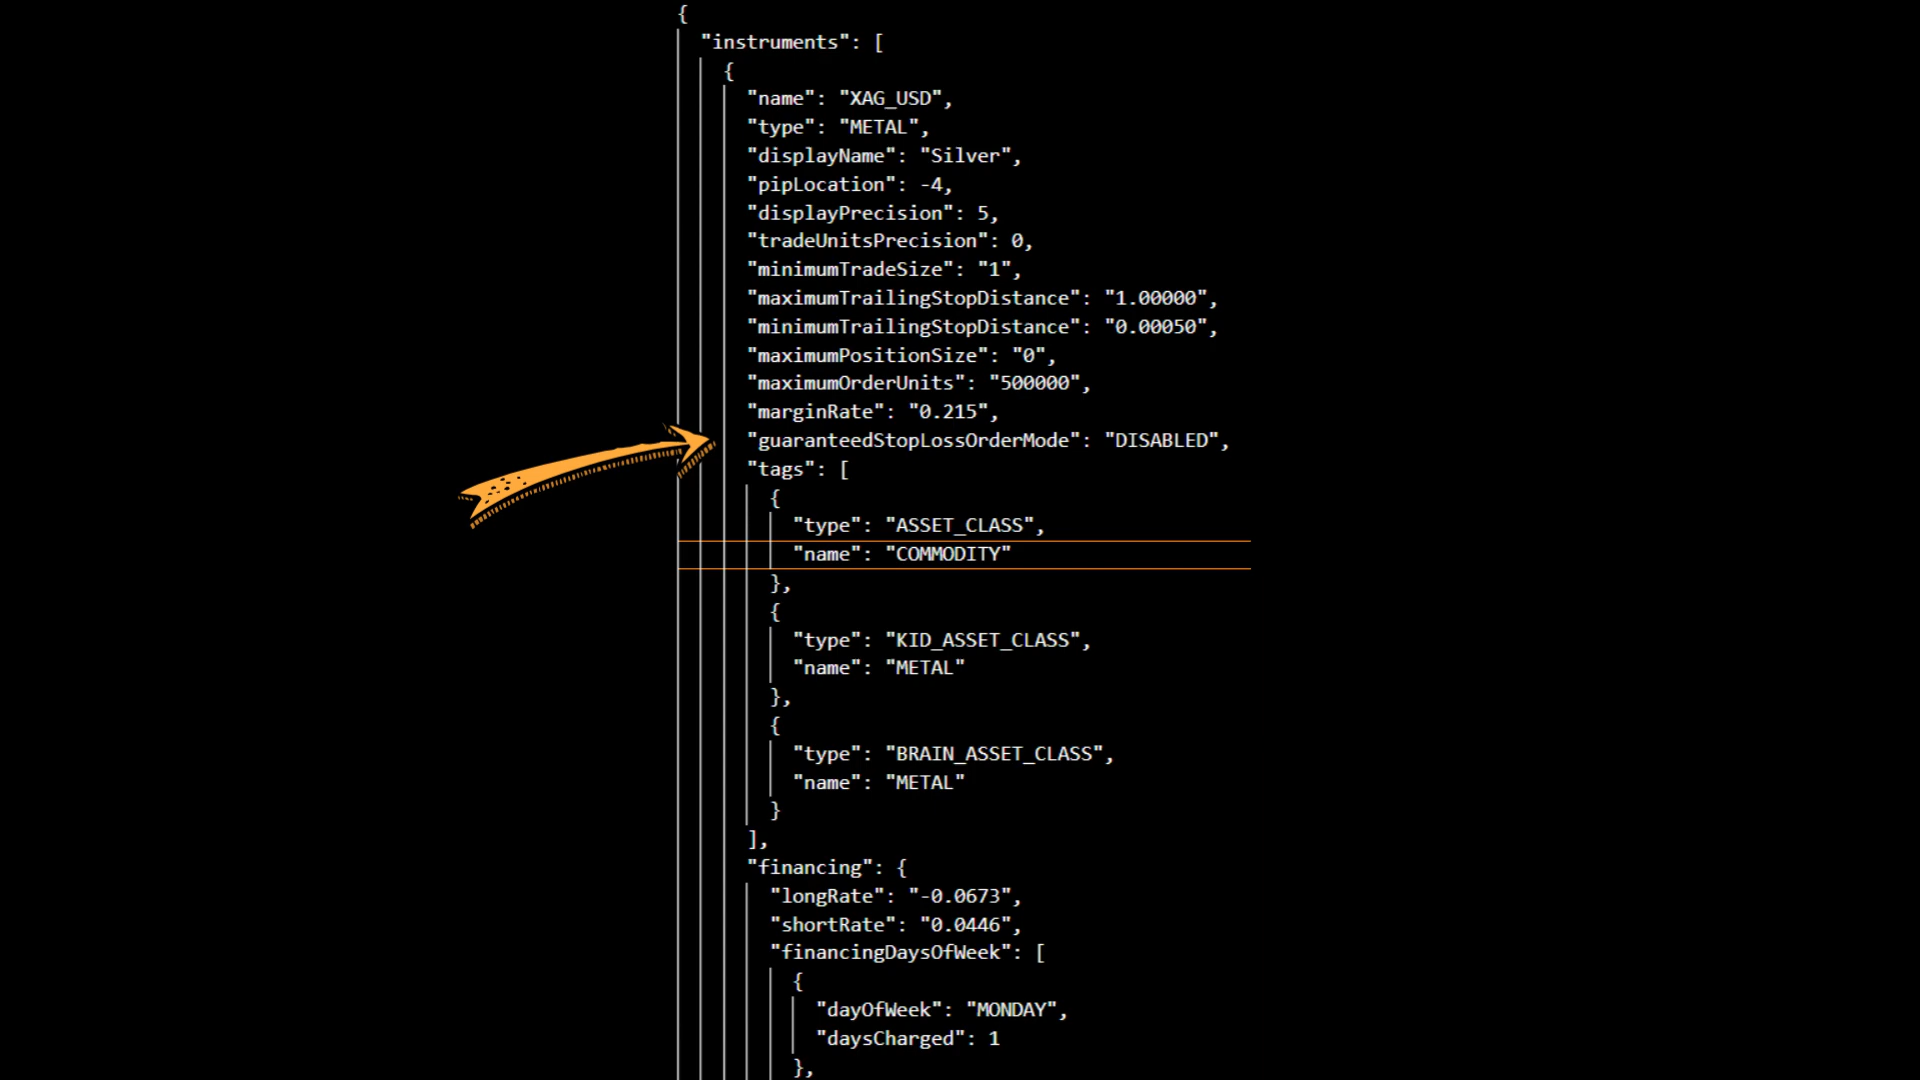 {
"instruments": [
{
"name": "XAG_USD",
"type": "METAL",
"displayName": "Silver",
"pipLocation": -4,
"displayPrecision": 5,
"tradeUnitsPrecision": 0,
"minimumTradeSize": "1",
"maximumTrailingStopDistance": "1.00000",
"minimumTrailingStopDistance": "0.00050",
"maximumPositionSize": "0",
"maximumOrderUnits": "500000",
"marginRate": "0.215",
"guaranteedStopLossOrderMode": "DISABLED",
"tags": [
{
"type": "ASSET_CLASS",
"name": "COMMODITY"
},
{
"type": "KID_ASSET_CLASS",
"name": "METAL"
},
{
"type": "BRAIN_ASSET_CLASS",
"name": "METAL"
}
],
"financing": {
"longRate": "-0.0673",
"shortRate": "0.0446",
"financingDaysOfWeek": [
{
"dayOfWeek": "MONDAY",
"daysCharged": 1
},